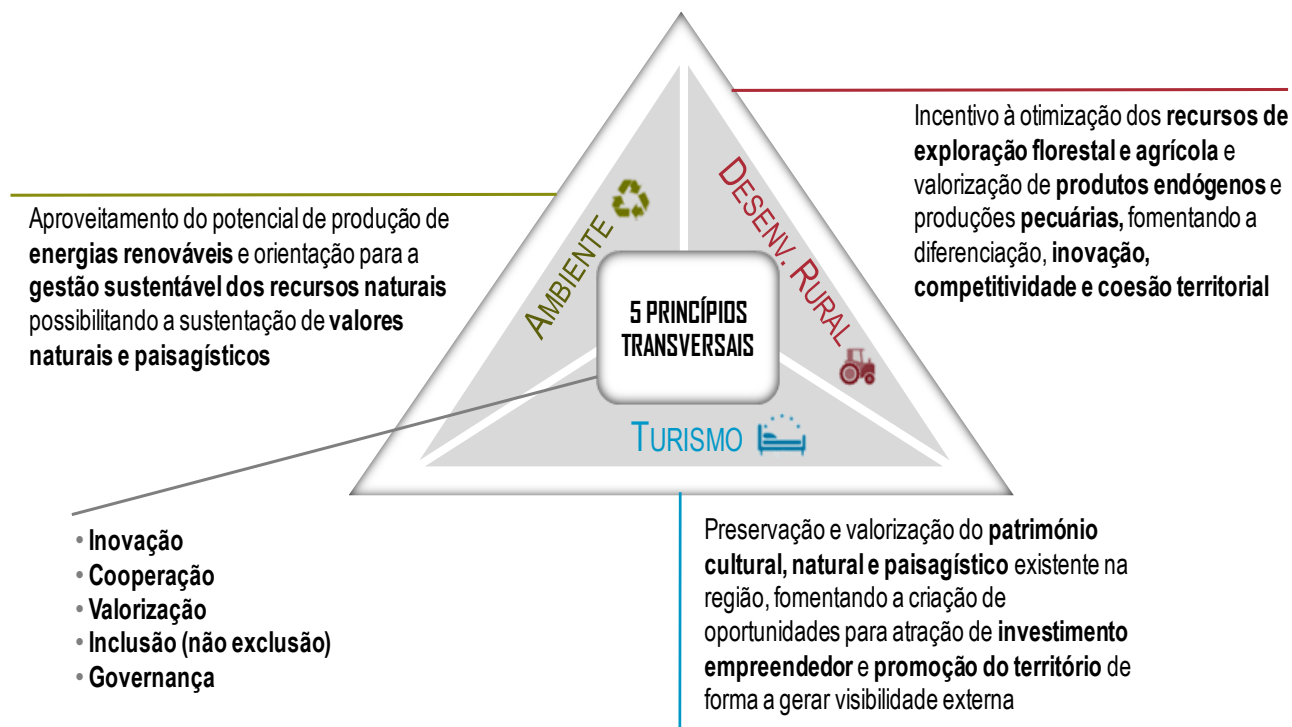 Incentivo à otimização dos recursos de
exploração florestal e agrícola e
valorização de produtos endógenos e
produções pecuárias, fomentando a
diferenciação, inovação,
competitividade e coesão territorial
Aproveitamento do potencial de produção de
energias renováveis e orientação para a
gestão sustentável dos recursos naturais
possibilitando a sustentação de valores
naturais e paisagísticos
AMBIENTE
DESENV. RURAL
5 PRINCÍPIOS
TRANSVERSAIS
TURISMO
• Inovação
• Cooperação
• Valorização
• Inclusão (não exclusão)
• Governança
Preservação e valorização do património
cultural, natural e paisagístico existente na
região, fomentando a criação de
oportunidades para atração de investimento
empreendedor e promoção do território de
forma a gerar visibilidade externa